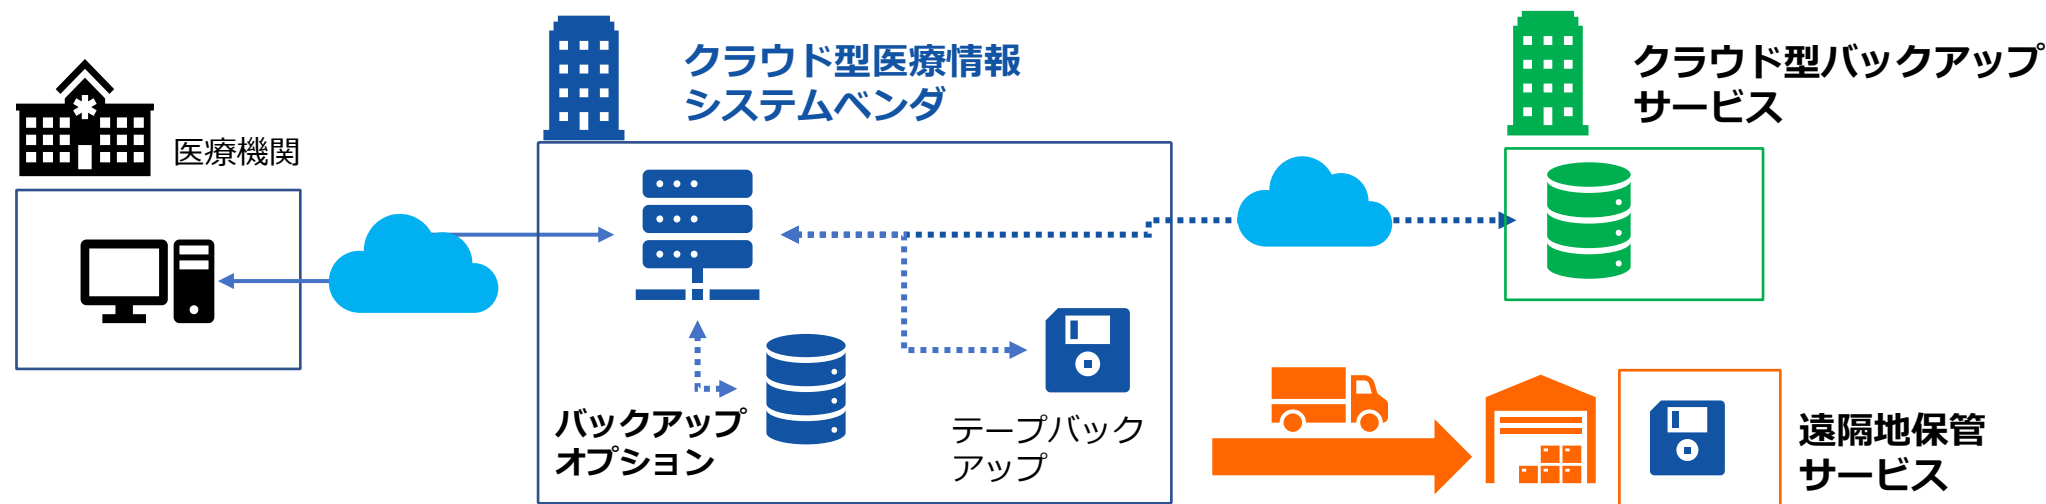 医療機関
クラウド型医療情報
システムベンダ
クラウド型バックアップ
サービス
バックアップ
オプション
テープバック
アップ
遠隔地保管
サービス